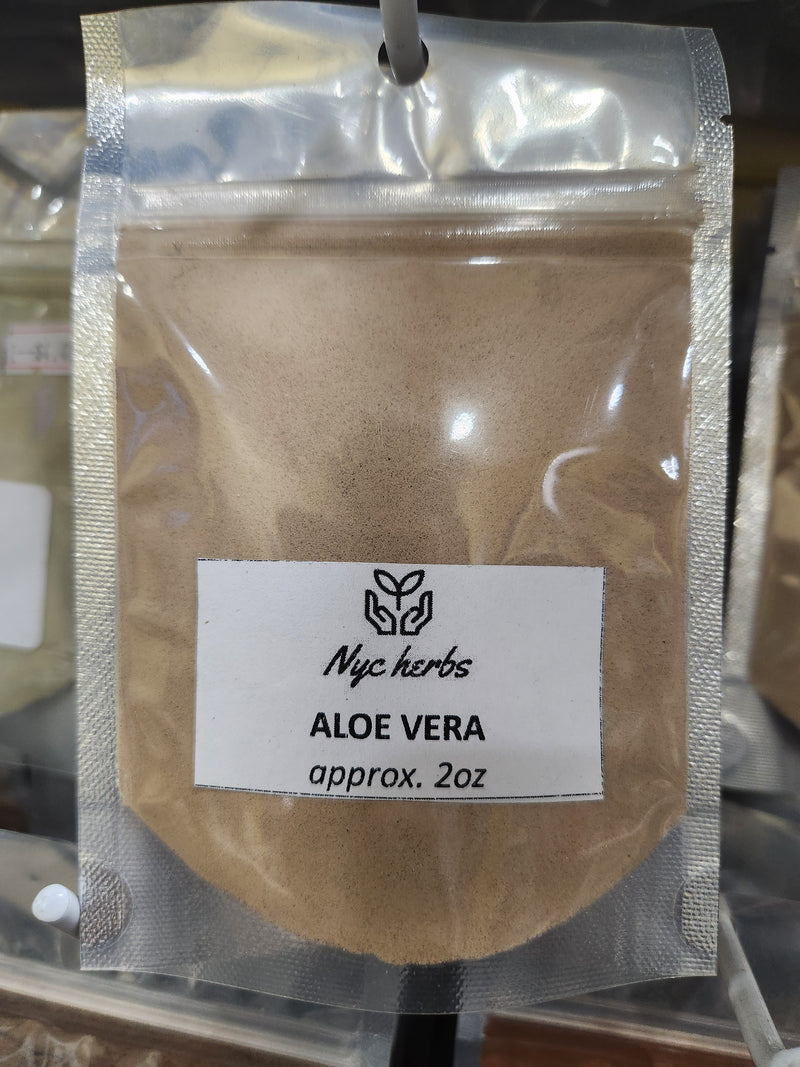 Nyc herbs
ALOE VERA
approx. 2oz